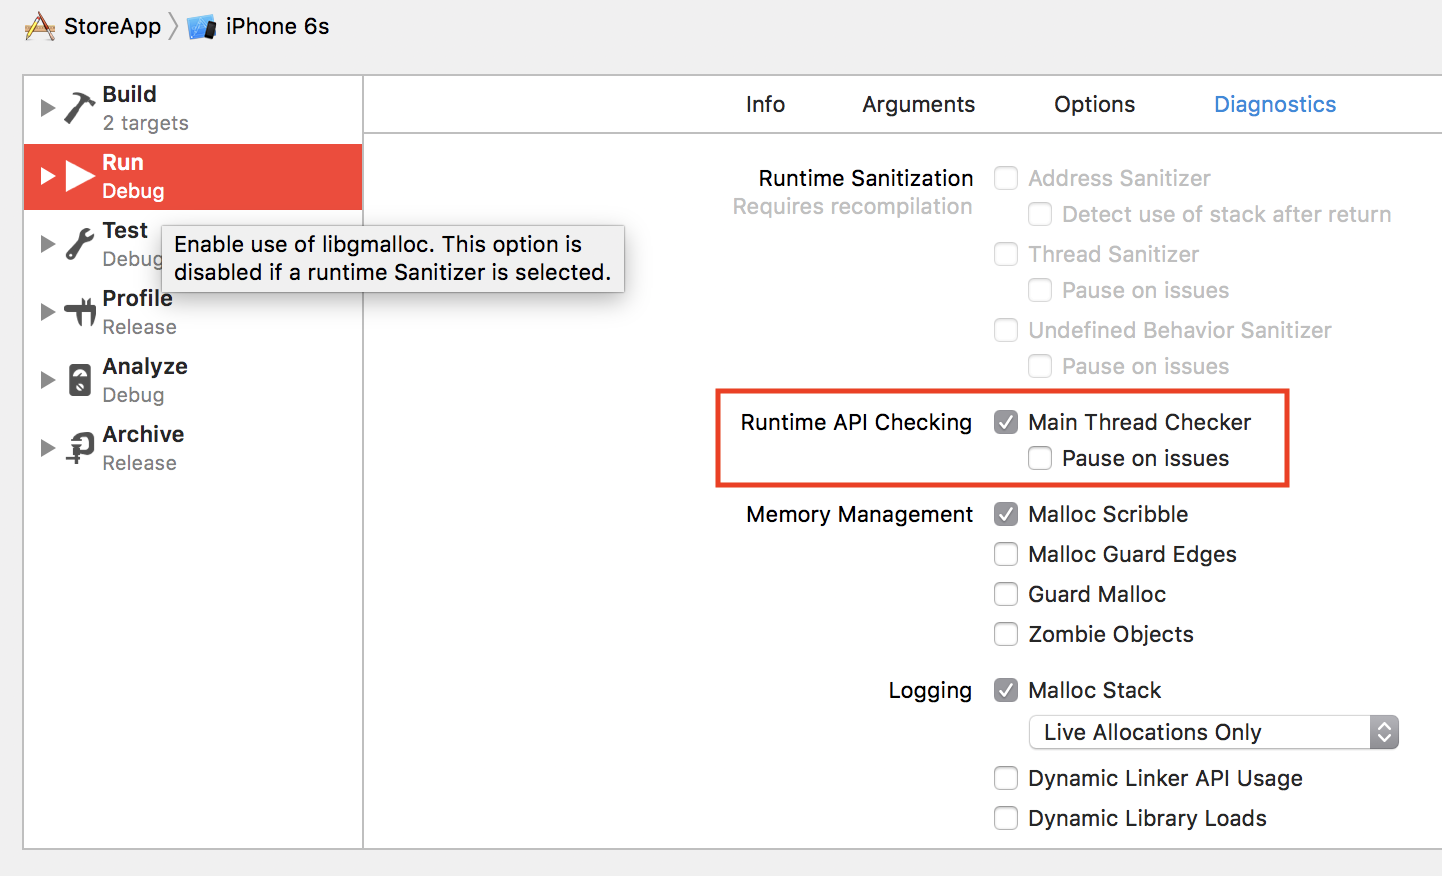 StoreApp
iPhone 6s
Build
2 targets
Run
Debug
Test
Debug
Profile
Release
Analyze
Debug
Archive
Release
Enable use of libgmalloc. This option is
disabled if a runtime Sanitizer is selected.
Info
Arguments
Options
Diagnostics
Runtime Sanitization
Requires recompilation
Address Sanitizer
Detect use of stack after return
Thread Sanitizer
Pause on issues
Undefined Behavior Sanitizer
Pause on issues
Runtime API Checking
Main Thread Checker
Pause on issues
Memory Management
Malloc Scribble
Malloc Guard Edges
Guard Malloc
Zombie Objects
Logging
Malloc Stack
Live Allocations Only
Dynamic Linker API Usage
Dynamic Library Loads